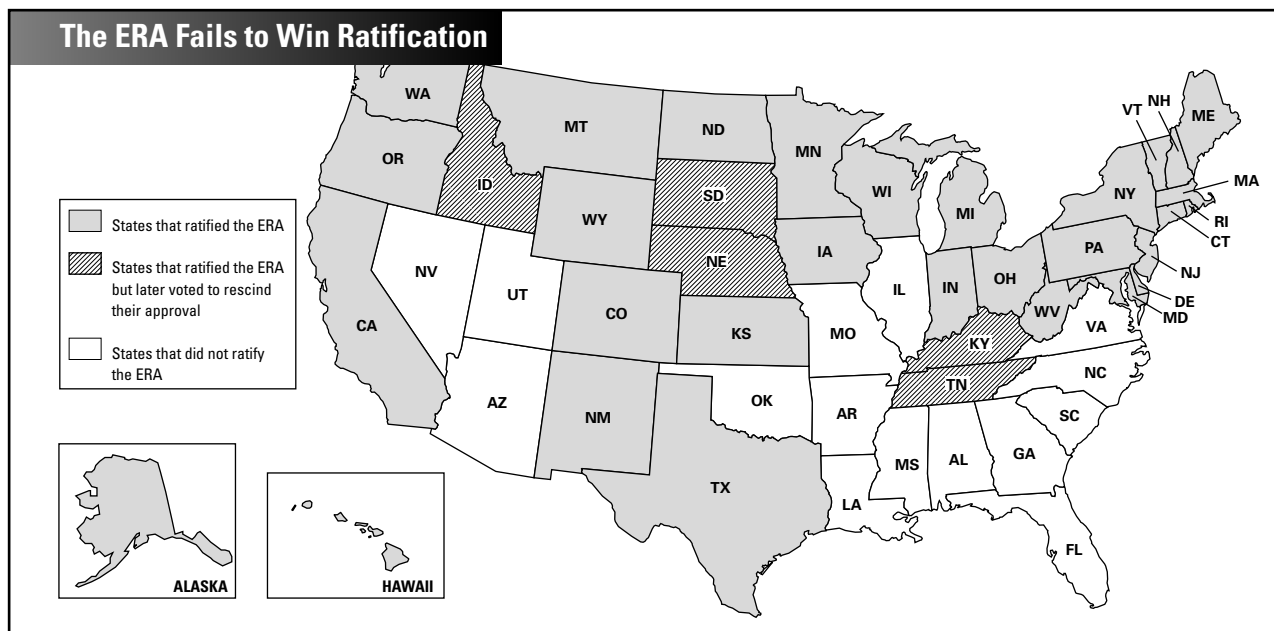 The ERA Fails to Win Ratification
States that ratified the ERA
States that ratified the ERA
but later voted to rescind
their approval
States that did not ratify
the ERA
WA
OR
ID
MT
ND
SD
NE
WY
NV
UT
CO
CA
AZ
NM
KS
OK
TX
MN
IA
MO
AR
LA
WI
IL
MI
IN
OH
KY
TN
MS
AL
GA
FL
SC
NC
VA
WV
PA
NY
VT
NH
ME
MA
RI
CT
NJ
DE
MD
ALASKA
HAWAII